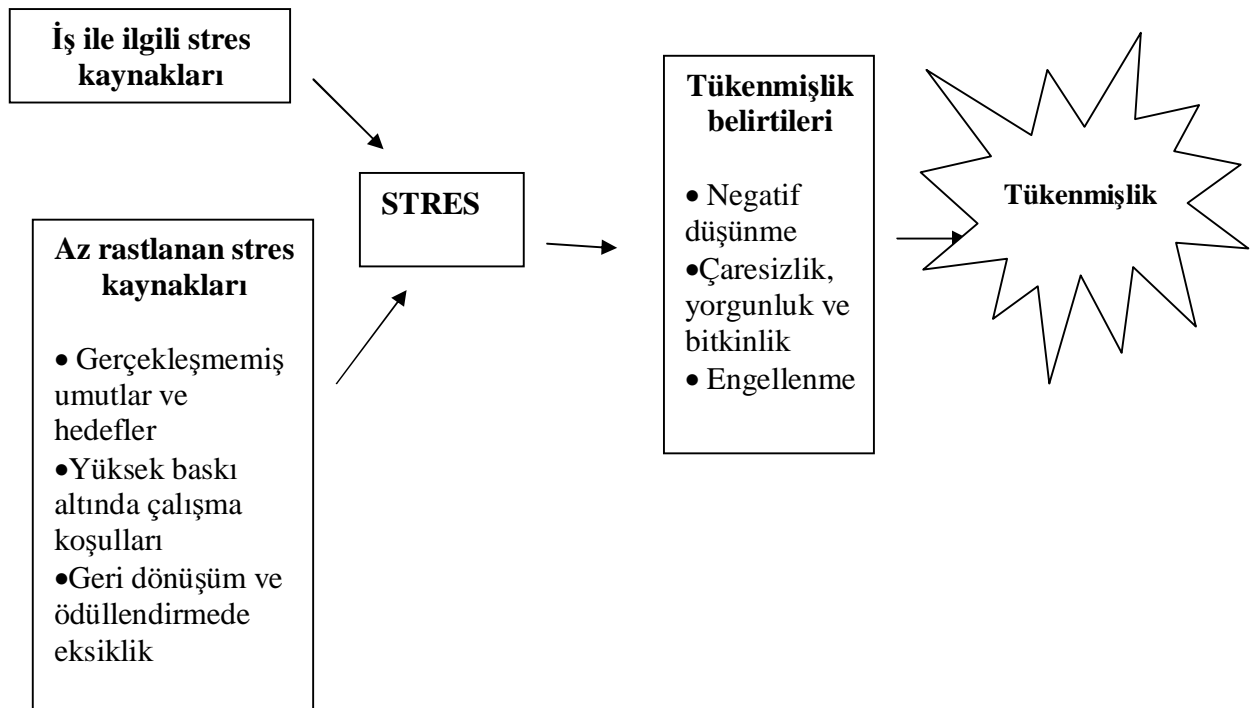 İş ile ilgili stres
kaynakları
Az rastlanan stres
kaynakları
• Gerçekleşmemiş
umutlar ve
hedefler
•Yüksek baskı
altında çalışma
koşulları
•Geri dönüşüm ve
ödüllendirmede
eksiklik
STRES
Tükenmişlik
belirtileri
• Negatif
düşünme
•Çaresizlik,
yorgunluk ve
bitkinlik
• Engellenme
Tükenmişlik